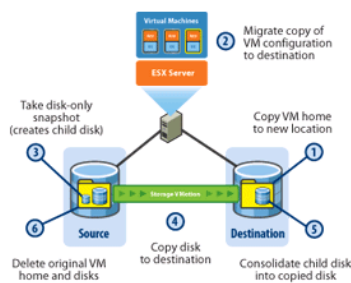 Virtual Machines
2
Migrate copy of
VM configuration
to destination
ESX Server
Take disk-only
snapshot
(creates child disk)
Copy VM home
to new location
3
1
Storage VMotion
6
4
5
Source
Copy disk
to destination
Destination
Delete original VM
home and disks
Consolidate child disk
into copied disk